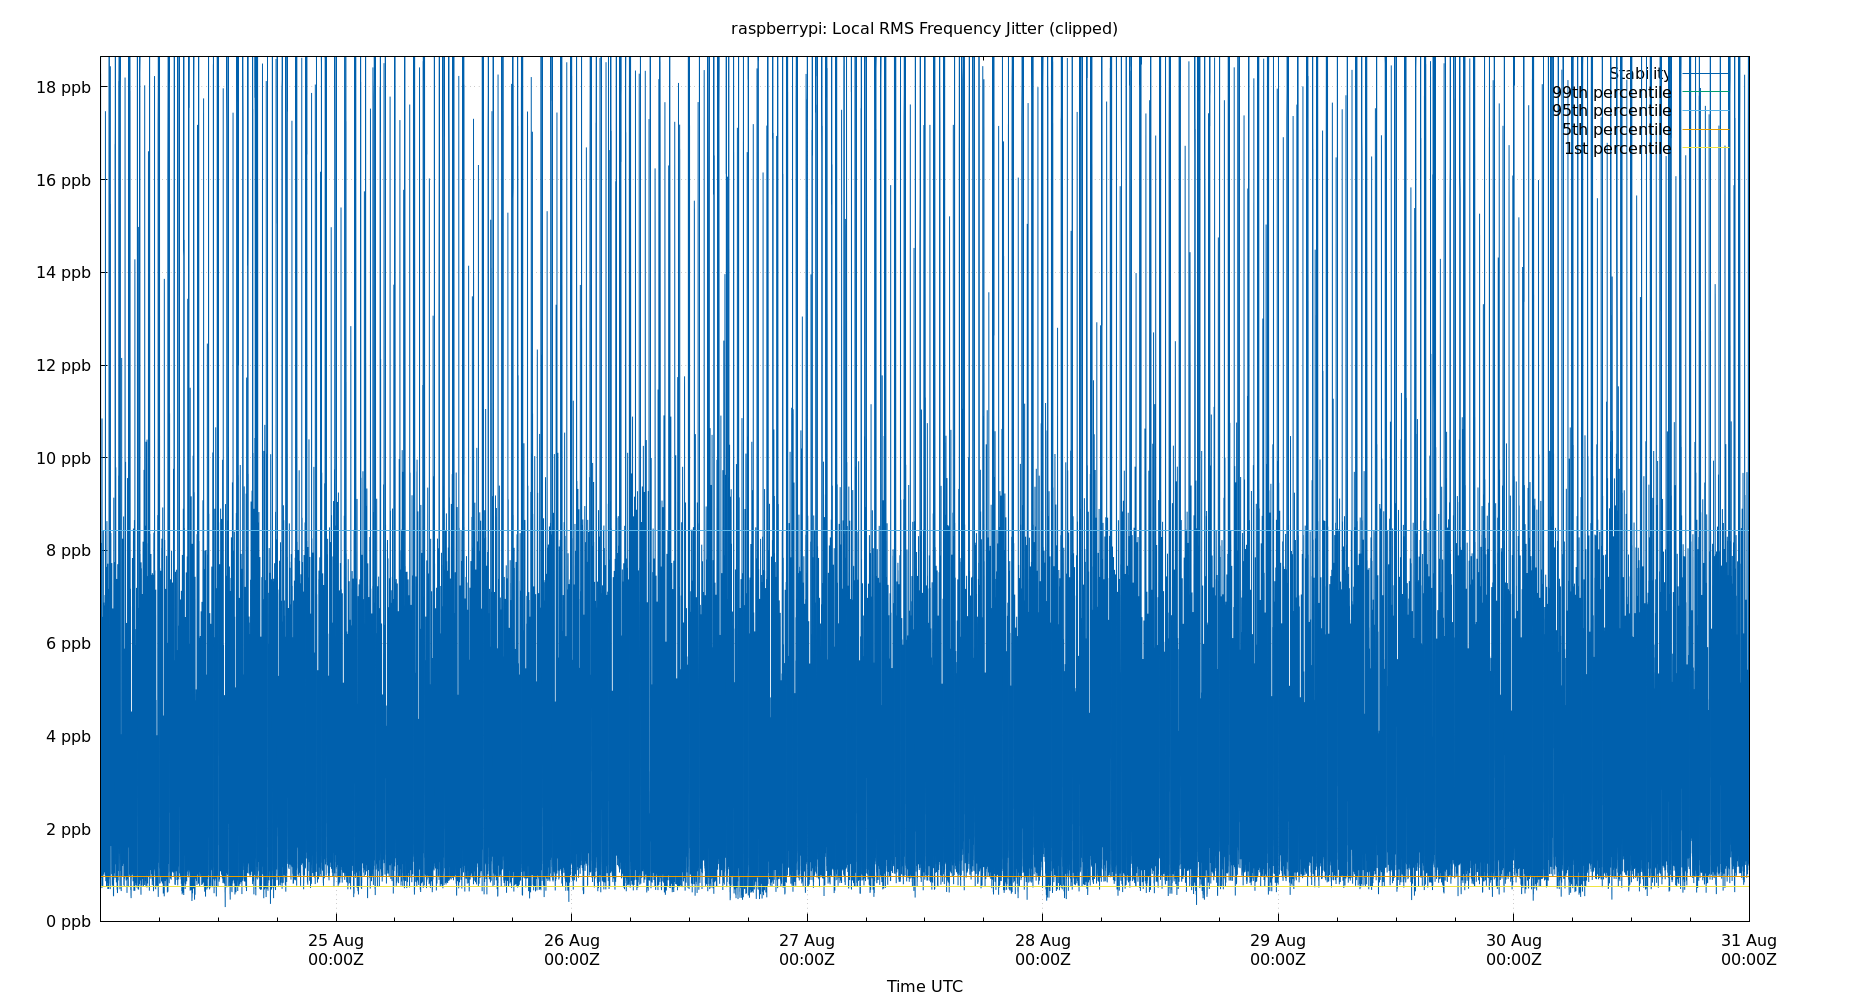 raspberrypi: Local RMS Frequency Jitter (clipped)
18 ppb
16 ppb
14 ppb
12 ppb
10 ppb
8 ppb
6 ppb
4 ppb
2 ppb
0 ppb
Stability
99th percentile
95th percentile
5th percentile
1st percentile
25 Aug 26 Aug 27 Aug 28 Aug 29 Aug 30 Aug 31 Aug
00:00Z 00:00Z 00:00Z 00:00Z 00:00Z 00:00Z 00:00Z
Time UTC